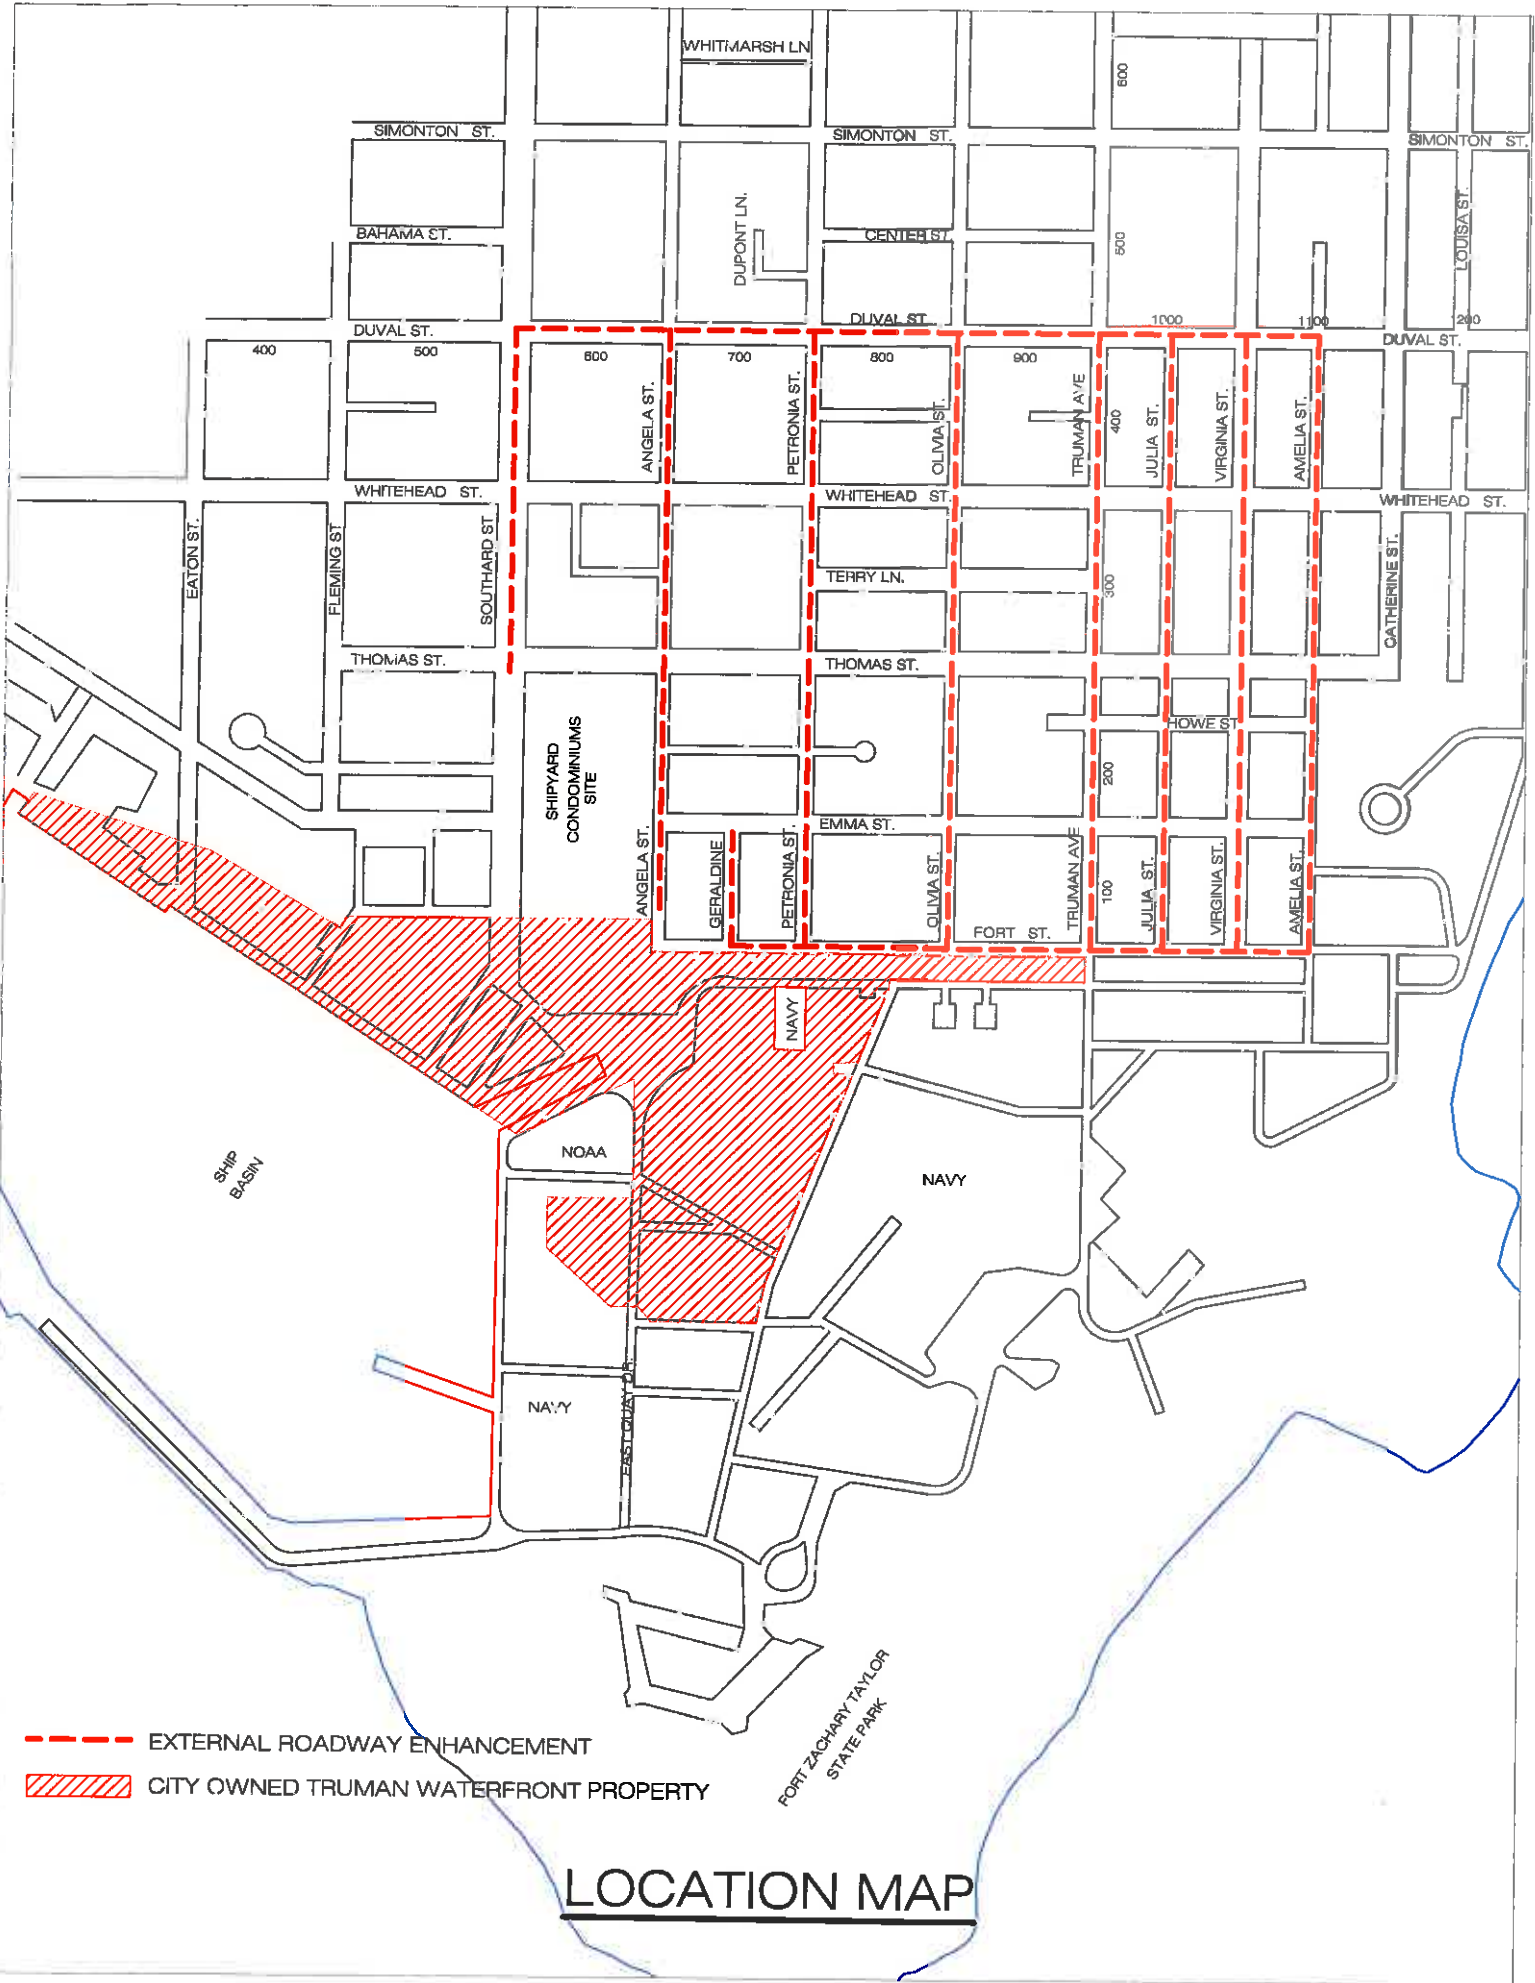 WHITMARSH LN
600
SIMONTON ST.
SIMONTON ST.
SIMONTON ST.
DUPONT LN.
LOUISA ST.
BAHAMA ST.
CENTER ST.
500
DUVAL ST.
DUVAL ST.
1000
1100
1200
DUVAL ST.
400
500
600
700
800
900
ANGELA ST.
PETRONIA ST.
OLIVIA ST.
TRUMAN AVE
400
JULIA ST.
VIRGINIA ST.
AMELIA ST.
WHITEHEAD ST.
WHITEHEAD ST.
WHITEHEAD ST.
EATON ST.
FLEMING ST
SOUTHARD ST
CATHERINE ST.
TERRY LN.
300
THOMAS ST.
THOMAS ST.
HOWE ST
SHIPYARD
CONDOMINIUMS
SITE
200
EMMA ST.
ANGELA ST.
GERALDINE
PETRONIA ST.
OLIVIA ST.
TRUMAN AVE
100
JULIA ST.
VIRGINIA ST.
AMELIA ST.
FORT ST.
NAVY
SHIP
BASIN
NOAA
NAVY
NAVY
EAST QUAY DR.
FORT ZACHARY TAYLOR
STATE PARK
EXTERNAL ROADWAY ENHANCEMENT
CITY OWNED TRUMAN WATERFRONT PROPERTY
LOCATION MAP